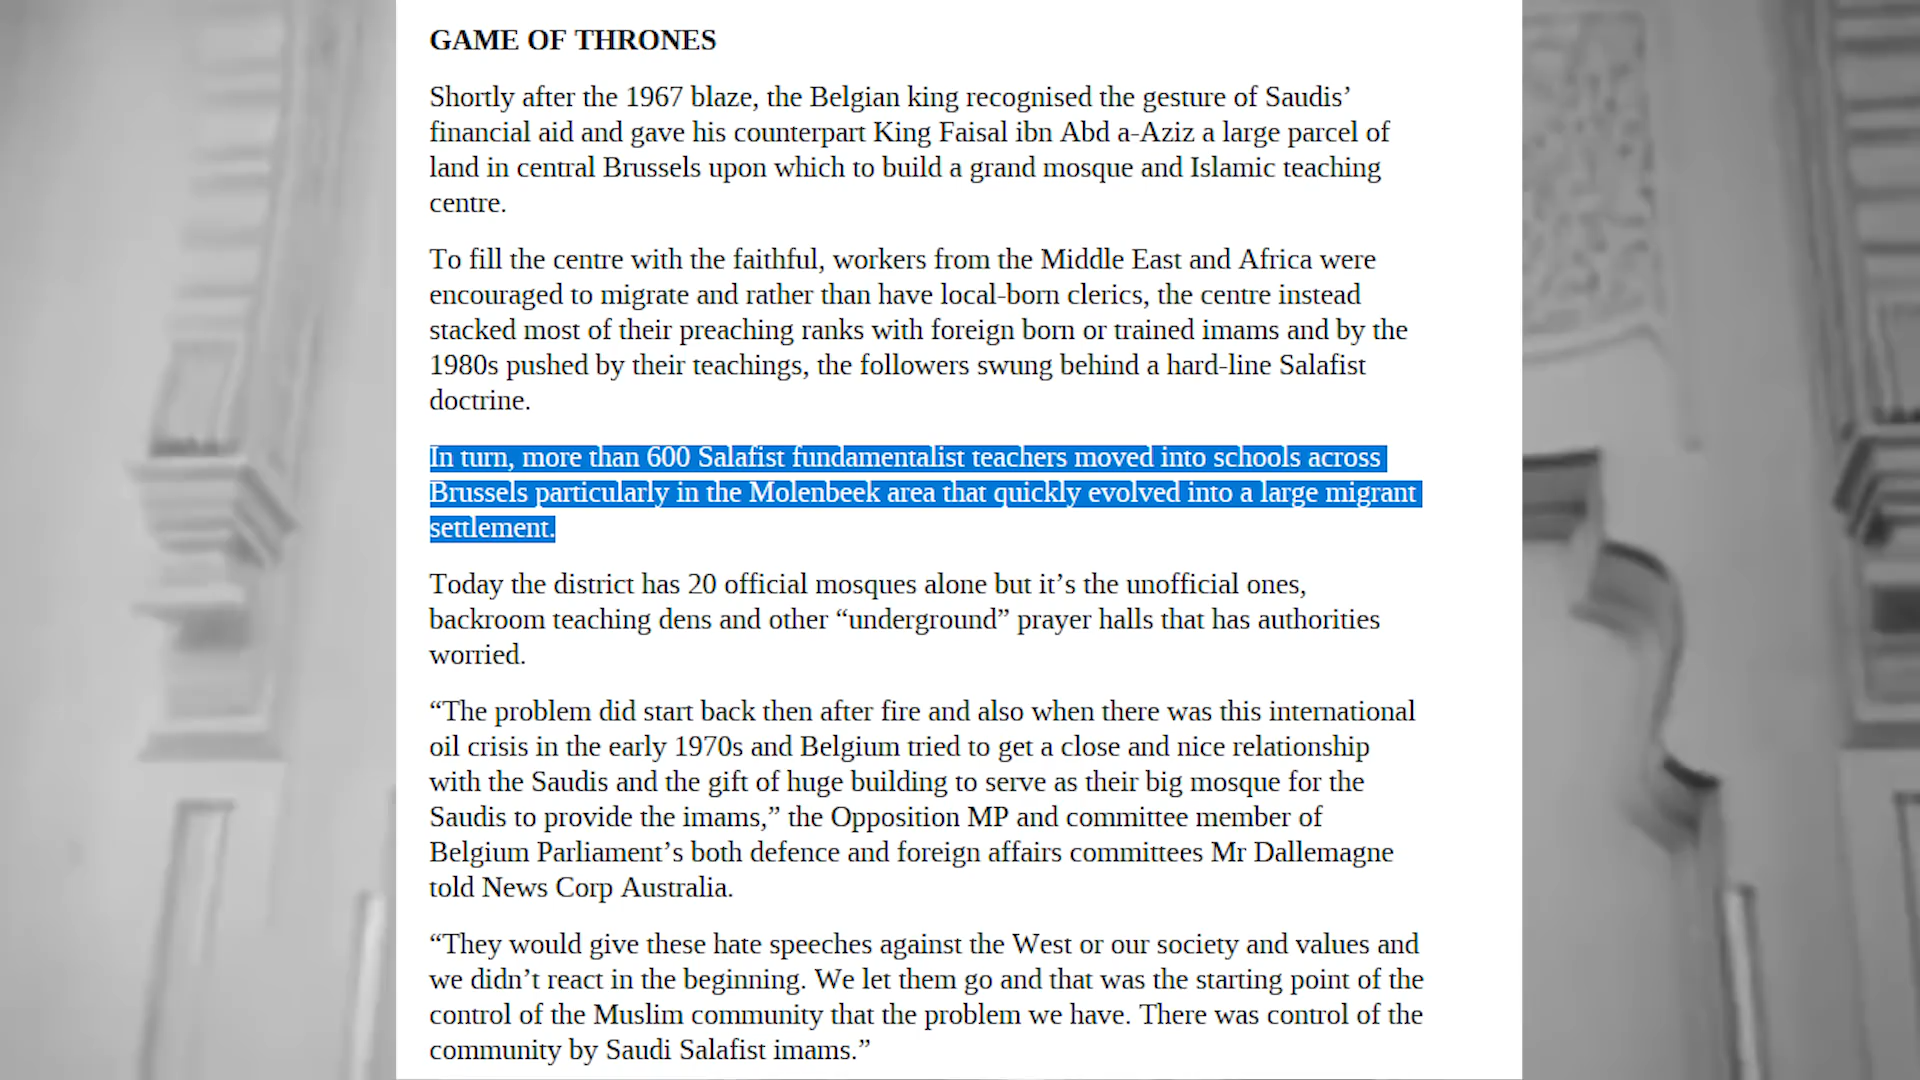 GAME OF THRONES
Shortly after the 1967 blaze, the Belgian king recognised the gesture of Saudis’
financial aid and gave his counterpart King Faisal ibn Abd a-Aziz a large parcel of
land in central Brussels upon which to build a grand mosque and Islamic teaching
centre.
To fill the centre with the faithful, workers from the Middle East and Africa were
encouraged to migrate and rather than have local-born clerics, the centre instead
stacked most of their preaching ranks with foreign born or trained imams and by the
1980s pushed by their teachings, the followers swung behind a hard-line Salafist
doctrine.
In turn, more than 600 Salafist fundamentalist teachers moved into schools across
Brussels particularly in the Molenbeek area that quickly evolved into a large migrant
settlement.
Today the district has 20 official mosques alone but it’s the unofficial ones,
backroom teaching dens and other “underground” prayer halls that has authorities
worried.
“The problem did start back then after fire and also when there was this international
oil crisis in the early 1970s and Belgium tried to get a close and nice relationship
with the Saudis and the gift of huge building to serve as their big mosque for the
Saudis to provide the imams,” the Opposition MP and committee member of
Belgium Parliament’s both defence and foreign affairs committees Mr Dallemagne
told News Corp Australia.
“They would give these hate speeches against the West or our society and values and
we didn’t react in the beginning. We let them go and that was the starting point of the
control of the Muslim community that the problem we have. There was control of the
community by Saudi Salafist imams.”